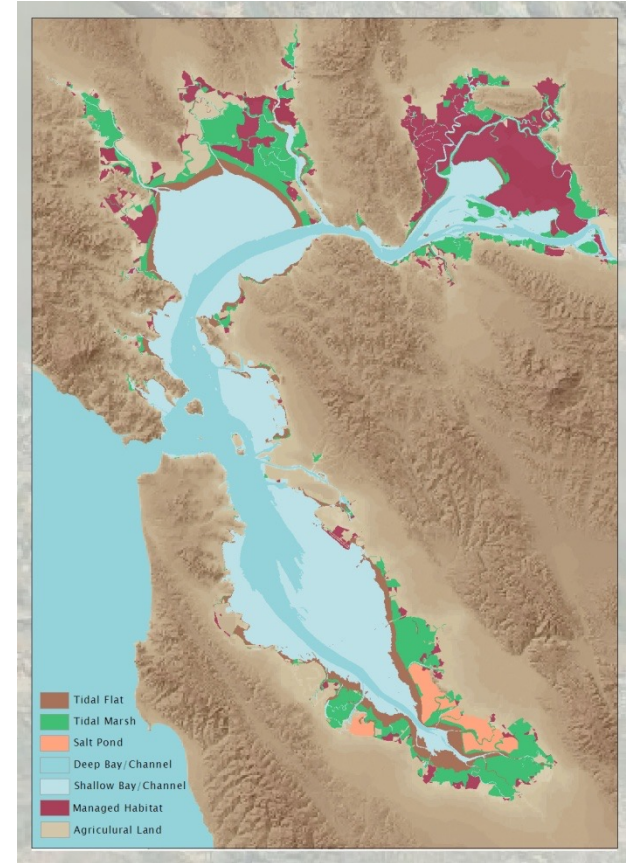 Tidal Flat
Tidal Marsh
Salt Pond
Deep Bay/Channel
Shallow Bay/Channel
Managed Habitat
Agriculural Land